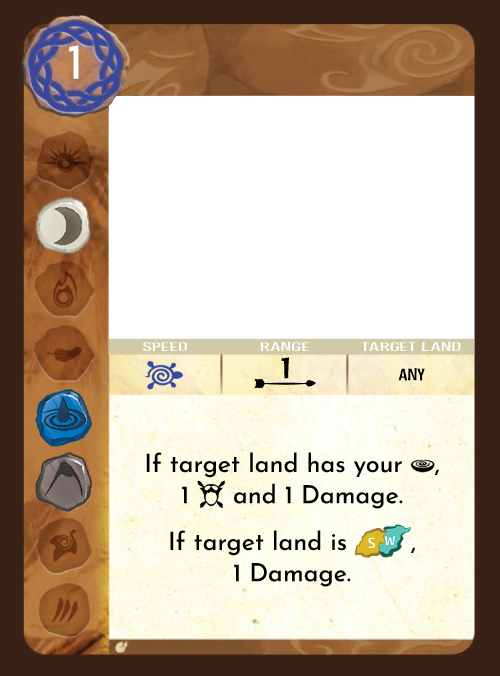 1
SPEED RANGE TARGET LAND
1 ANY
If target land has your ,
1 and 1 Damage.
If target land is S W ,
1 Damage.